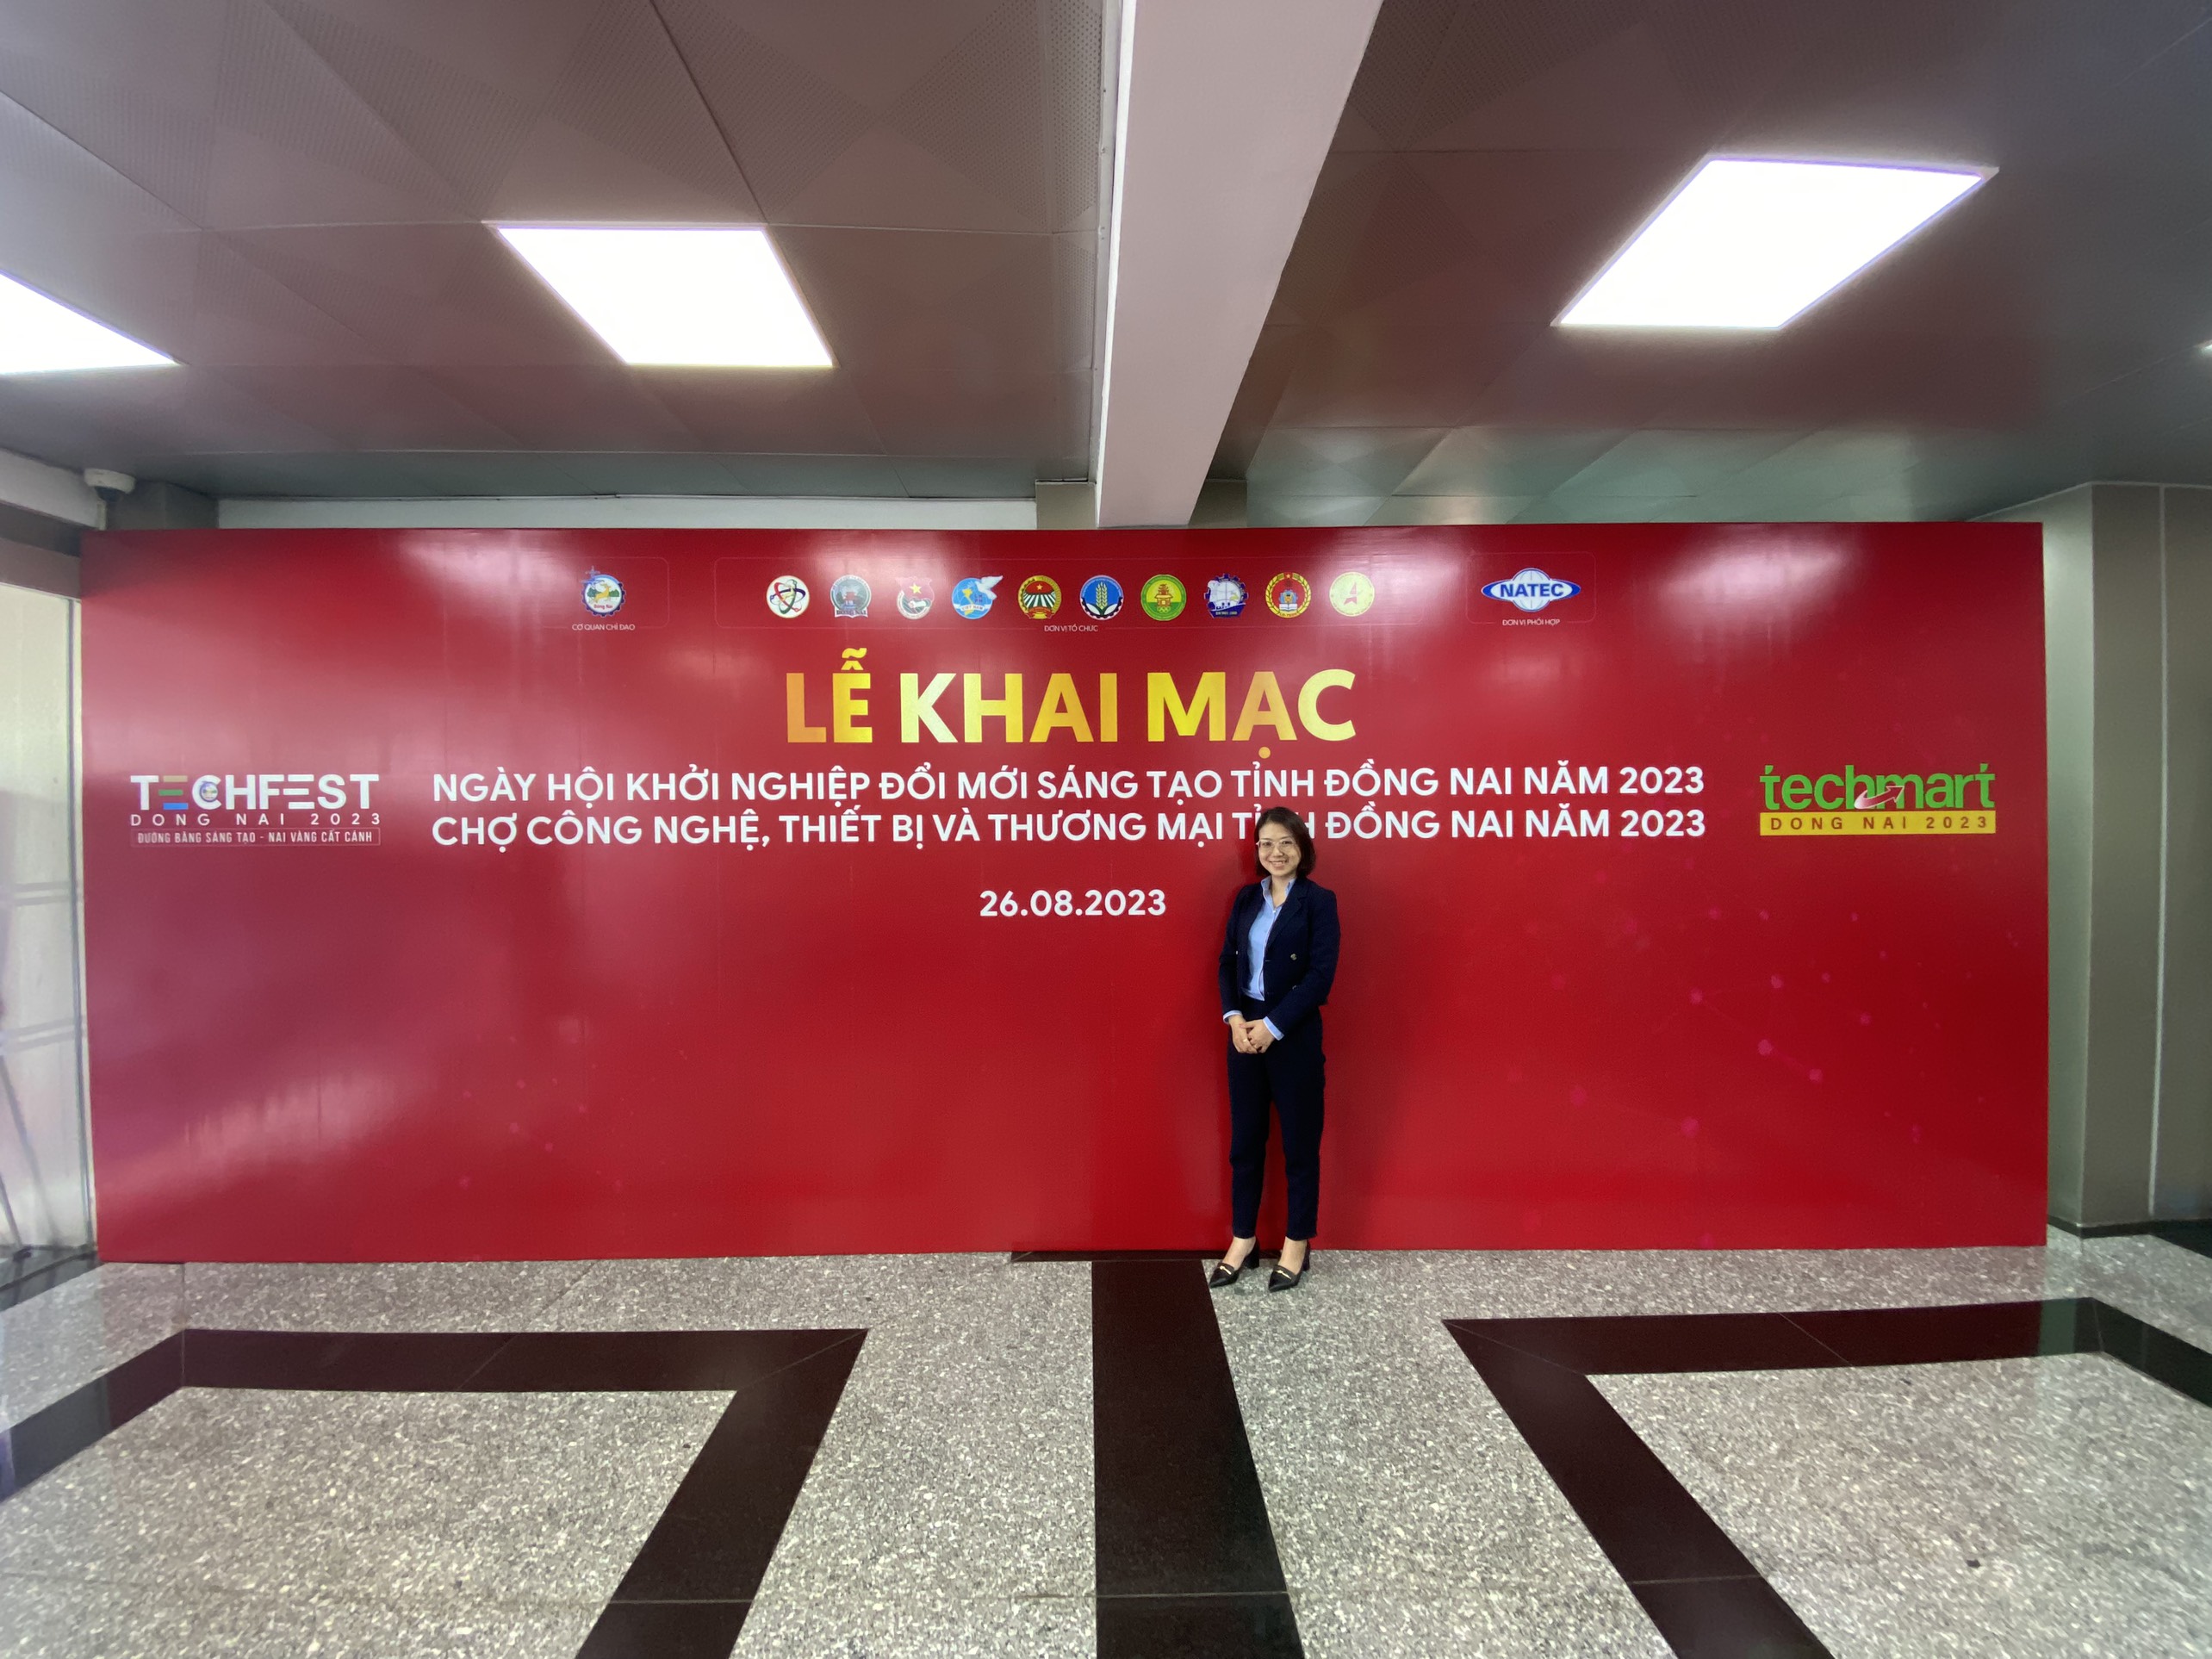 Đồng Nai
CƠ QUAN CHỈ ĐẠO
ĐƠN VỊ TỔ CHỨC
NATEC
ĐƠN VỊ PHỐI HỢP
LỄ KHAI MẠC
TECHFEST
DONG NAI 2023
ĐƯỜNG BĂNG SÁNG TẠO - NAI VÀNG CẤT CÁNH
NGÀY HỘI KHỞI NGHIỆP ĐỔI MỚI SÁNG TẠO TỈNH ĐỒNG NAI NĂM 2023
CHỢ CÔNG NGHỆ, THIẾT BỊ VÀ THƯƠNG MẠI TỈNH ĐỒNG NAI NĂM 2023
techmart
DONG NAI 2023
26.08.2023